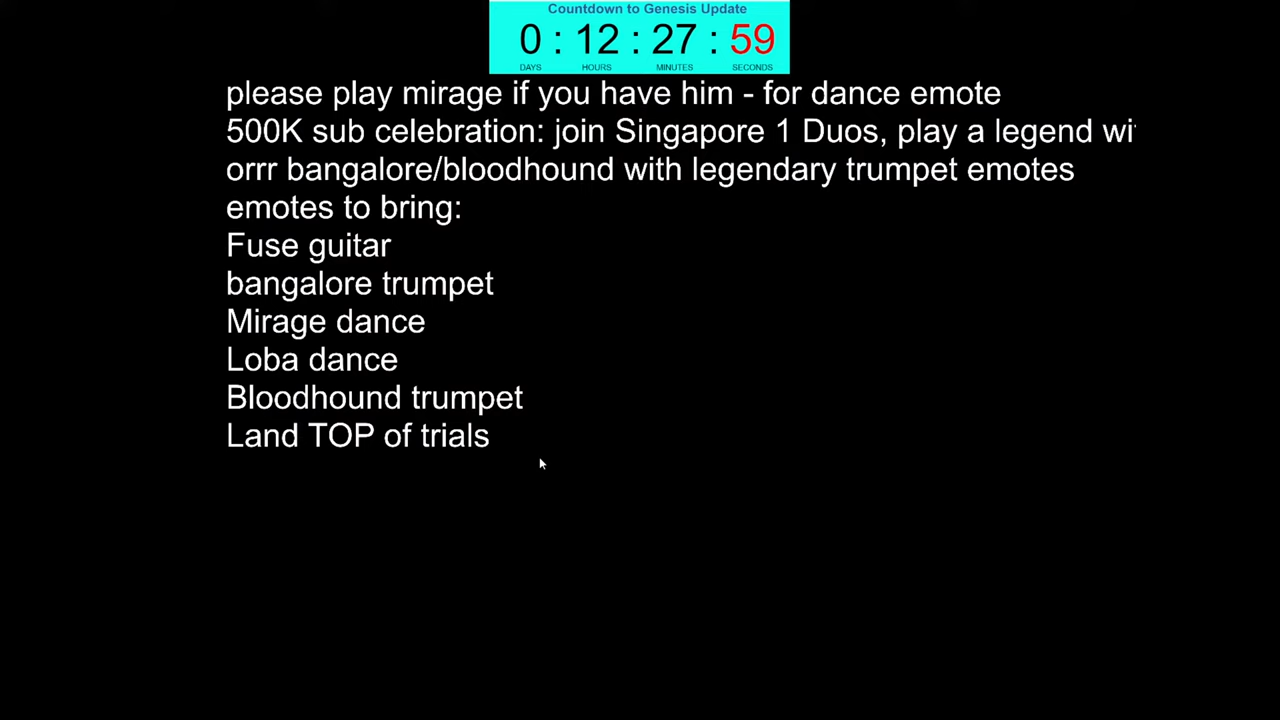 Countdown to Genesis Update
0 : 12 : 27 : 59
DAYS HOURS MINUTES SECONDS
please play mirage if you have him - for dance emote
500K sub celebration: join Singapore 1 Duos, play a legend
orrr bangalore/bloodhound with legendary trumpet emotes
emotes to bring:
Fuse guitar
bangalore trumpet
Mirage dance
Loba dance
Bloodhound trumpet
Land TOP of trials